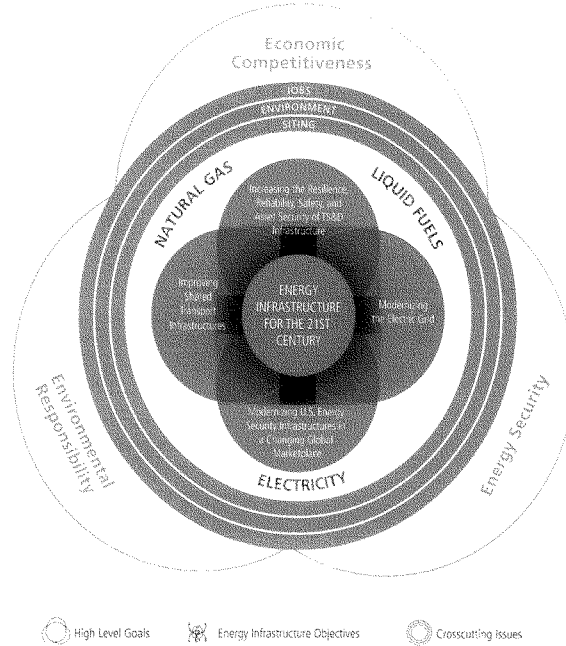 Economic
Competitiveness
JOBS
ENVIRONMENT
SITING
NATURAL GAS
LIQUID FUELS
Increasing the Resilience,
Reliability, Safety, and
Asset Security of TS&D
Infrastructure
Improving
Shared
Transport
Infrastructures
ENERGY
INFRASTRUCTURE
FOR THE 21ST
CENTURY
Modernizing
the Electric Grid
Modernizing U.S. Energy
Security Infrastructures in
a Changing Global
Marketplace
ELECTRICITY
Environmental
Responsibility
Energy Security
High Level Goals
Energy Infrastructure Objectives
Crosscutting Issues